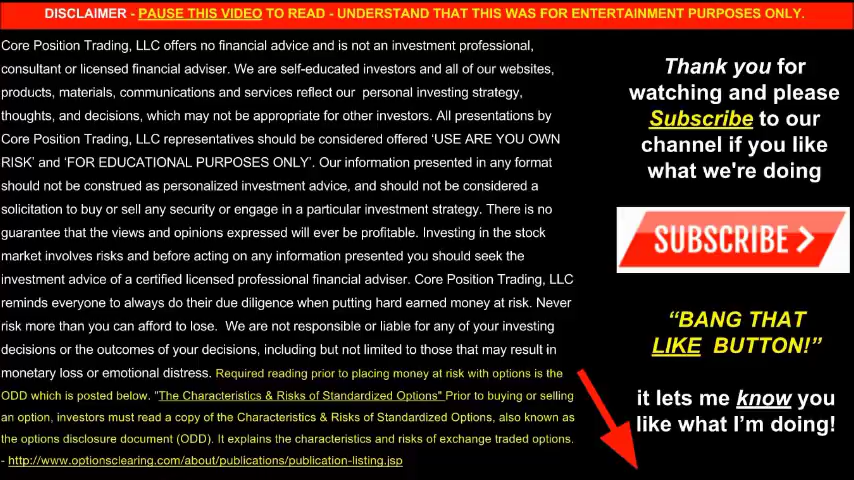 DISCLAIMER - PAUSE THIS VIDEO TO READ - UNDERSTAND THAT THIS WAS FOR ENTERTAINMENT PURPOSES ONLY.
Core Position Trading, LLC offers no financial advice and is not an investment professional,
consultant or licensed financial adviser. We are self-educated investors and all of our websites,
products, materials, communications and services reflect our personal investing strategy,
thoughts, and decisions, which may not be appropriate for other investors. All presentations by
Core Position Trading, LLC representatives should be considered offered ‘USE ARE YOU OWN
RISK’ and ‘FOR EDUCATIONAL PURPOSES ONLY’. Our information presented in any format
should not be construed as personalized investment advice, and should not be considered a
solicitation to buy or sell any security or engage in a particular investment strategy. There is no
guarantee that the views and opinions expressed will ever be profitable. Investing in the stock
market involves risks and before acting on any information presented you should seek the
investment advice of a certified licensed professional financial adviser. Core Position Trading, LLC
reminds everyone to always do their due diligence when putting hard earned money at risk. Never
risk more than you can afford to lose. We are not responsible or liable for any of your investing
decisions or the outcomes of your decisions, including but not limited to those that may result in
monetary loss or emotional distress. Required reading prior to placing money at risk with options is the
ODD which is posted below. "The Characteristics & Risks of Standardized Options" Prior to buying or selling
an option, investors must read a copy of the Characteristics & Risks of Standardized Options, also known as
the options disclosure document (ODD). It explains the characteristics and risks of exchange traded options.
- http://www.optionsclearing.com/about/publications/publication-listing.jsp
Thank you for
watching and please
Subscribe to our
channel if you like
what we're doing
SUBSCRIBE
“BANG THAT
LIKE BUTTON!”
it lets me know you
like what I’m doing!